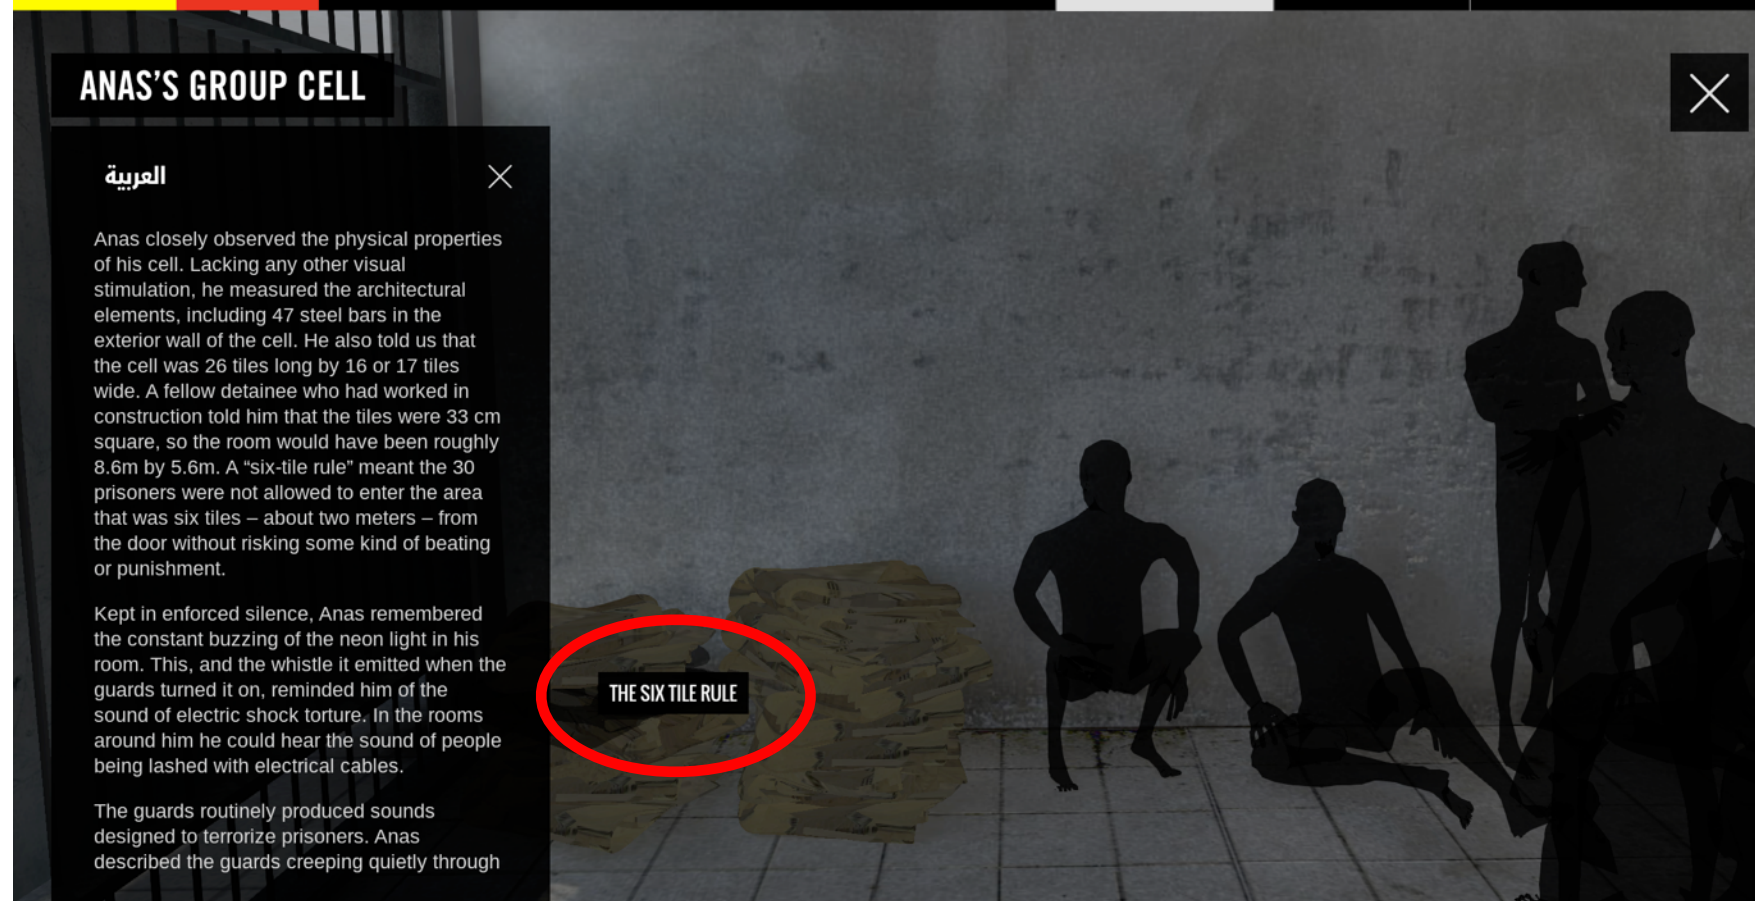 ANAS’S GROUP CELL
العربية
Anas closely observed the physical properties
of his cell. Lacking any other visual
stimulation, he measured the architectural
elements, including 47 steel bars in the
exterior wall of the cell. He also told us that
the cell was 26 tiles long by 16 or 17 tiles
wide. A fellow detainee who had worked in
construction told him that the tiles were 33 cm
square, so the room would have been roughly
8.6m by 5.6m. A “six-tile rule” meant the 30
prisoners were not allowed to enter the area
that was six tiles – about two meters – from
the door without risking some kind of beating
or punishment.
Kept in enforced silence, Anas remembered
the constant buzzing of the neon light in his
room. This, and the whistle it emitted when the
guards turned it on, reminded him of the
sound of electric shock torture. In the rooms
around him he could hear the sound of people
being lashed with electrical cables.
The guards routinely produced sounds
designed to terrorize prisoners. Anas
described the guards creeping quietly through
THE SIX TILE RULE